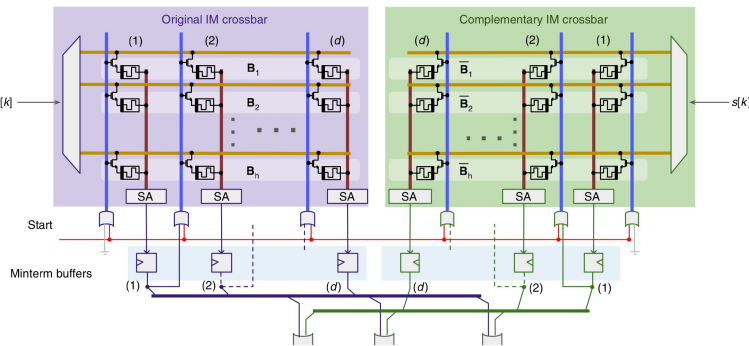 Original IM crossbar
Complementary IM crossbar
(1) (2) (d)
(d) (2) (1)
B1
B̅1
[k]
B2
B̅2
s[k]
Bh
B̅h
SA SA SA
SA SA SA
Start
Minterm buffers
(1) (2) (d)
(d) (2) (1)